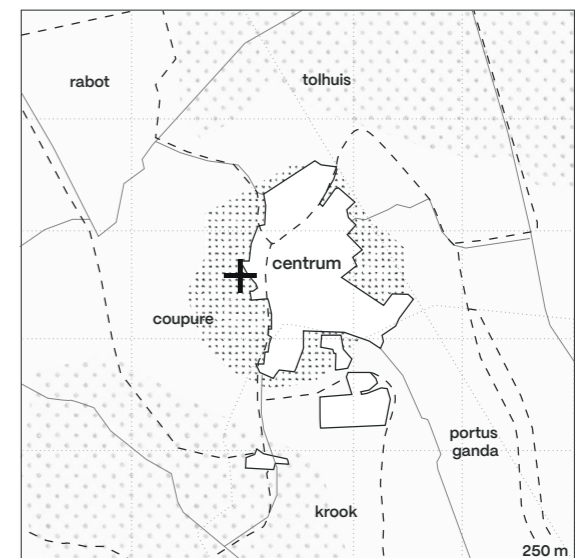 rabot
tolhuis
centrum
coupure
portus
ganda
krook
250 m